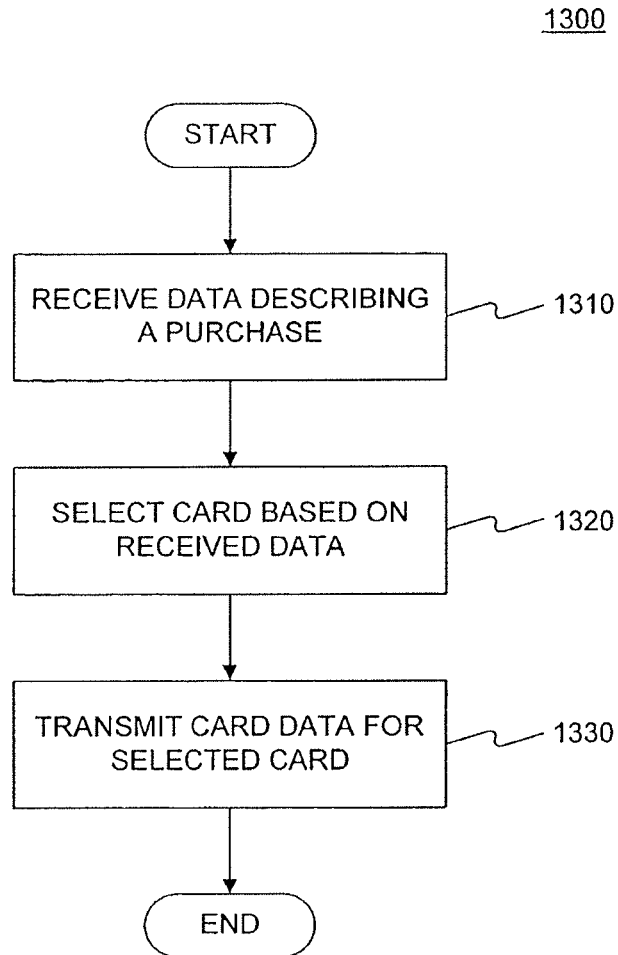 1300
START
RECEIVE DATA DESCRIBING
A PURCHASE
1310
SELECT CARD BASED ON
RECEIVED DATA
1320
TRANSMIT CARD DATA FOR
SELECTED CARD
1330
END